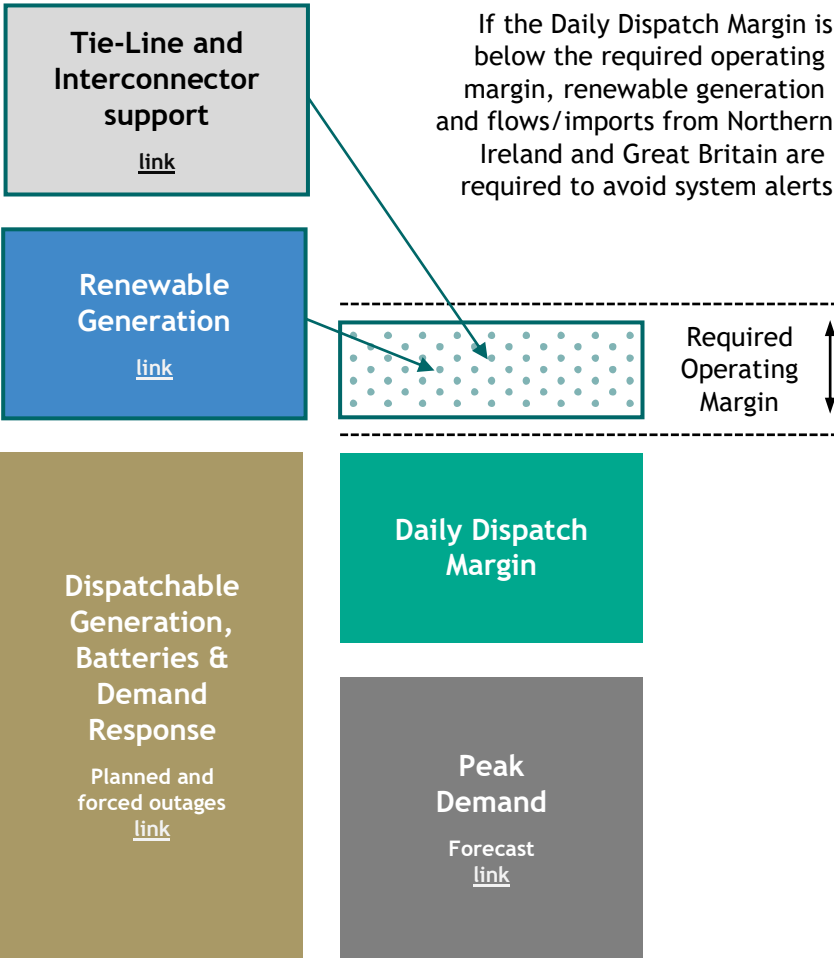 Tie-Line and
Interconnector
support
link
If the Daily Dispatch Margin is
below the required operating
margin, renewable generation
and flows/imports from Northern
Ireland and Great Britain are
required to avoid system alerts
Renewable
Generation
link
Required
Operating
Margin
Daily Dispatch
Margin
Dispatchable
Generation,
Batteries &
Demand
Response
Planned and
forced outages
link
Peak
Demand
Forecast
link